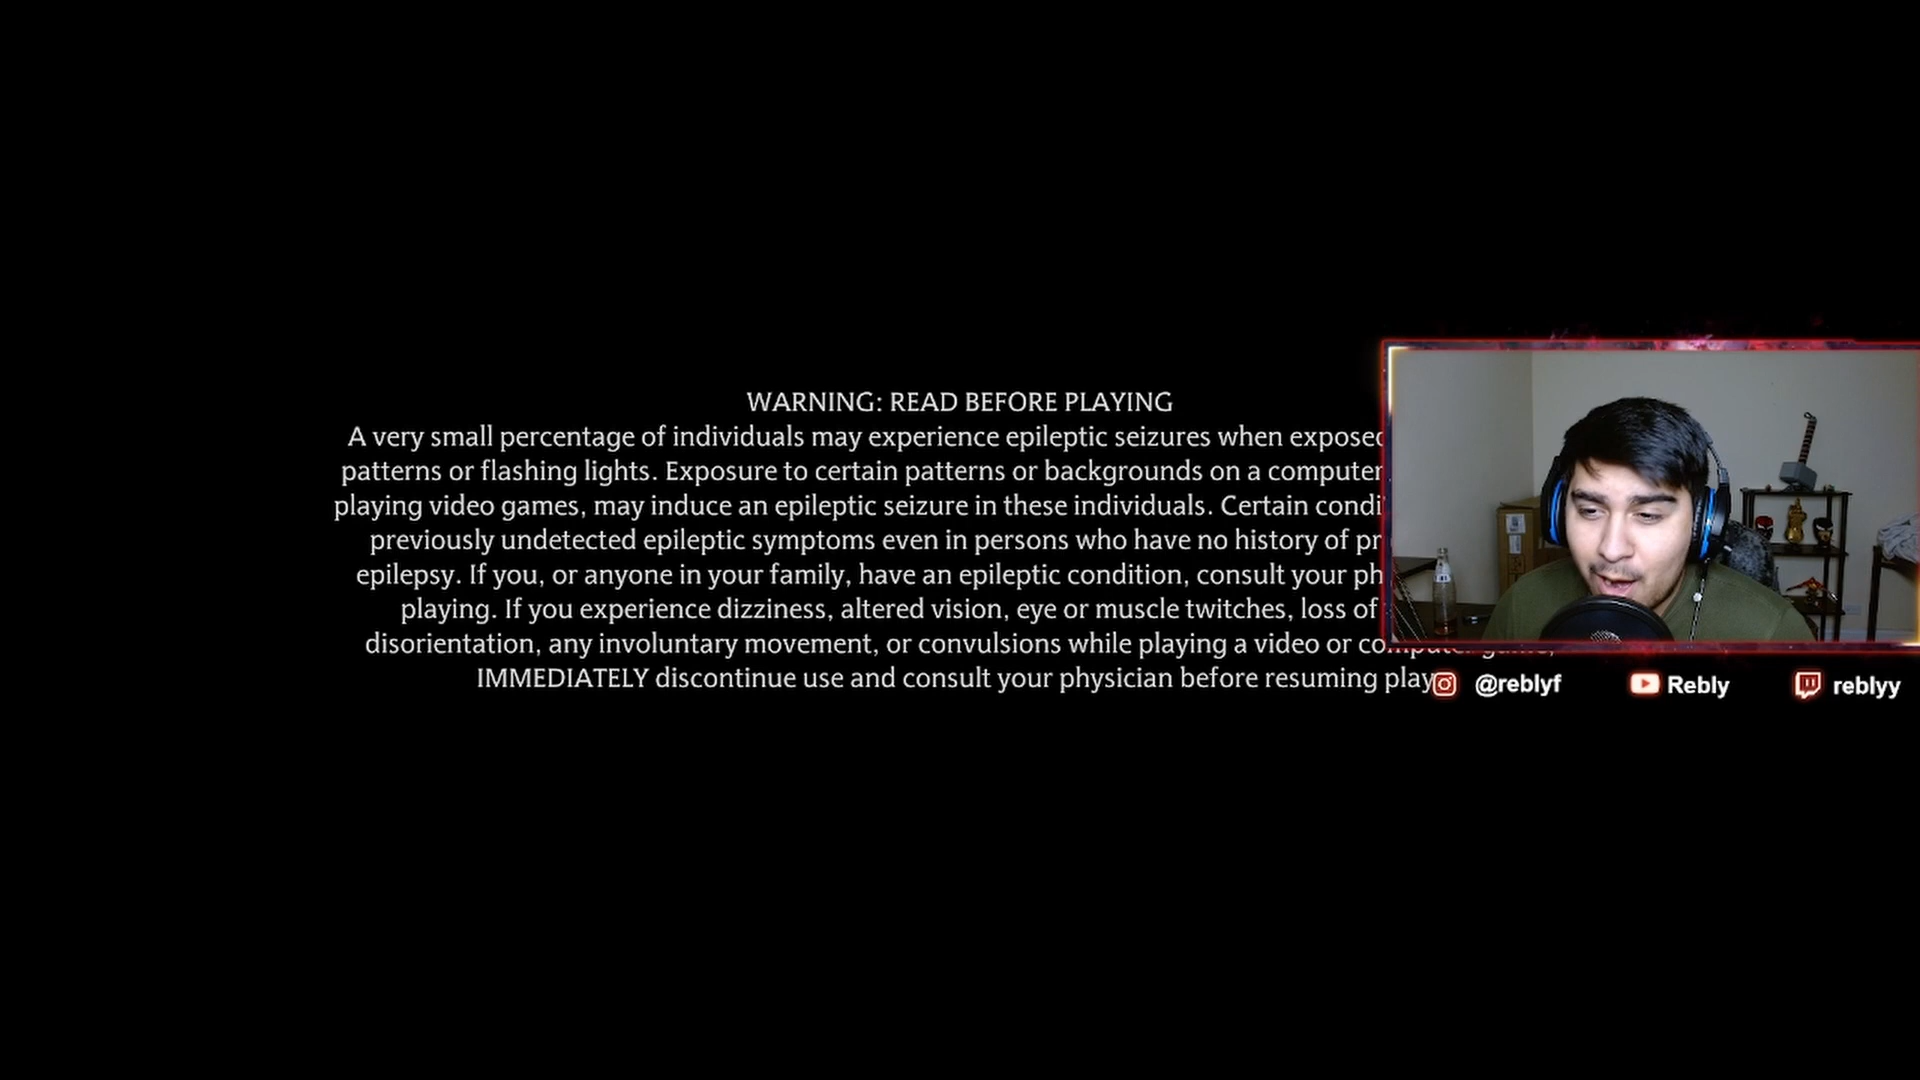 WARNING: READ BEFORE PLAYING
A very small percentage of individuals may experience epileptic seizures when exposed
patterns or flashing lights. Exposure to certain patterns or backgrounds on a computer
playing video games, may induce an epileptic seizure in these individuals. Certain
previously undetected epileptic symptoms even in persons who have no history of
epilepsy. If you, or anyone in your family, have an epileptic condition, consult your
playing. If you experience dizziness, altered vision, eye or muscle twitches, loss of
disorientation, any involuntary movement, or convulsions while playing a video or computer game,
IMMEDIATELY discontinue use and consult your physician before resuming play
@reblyf
Rebly
reblyy